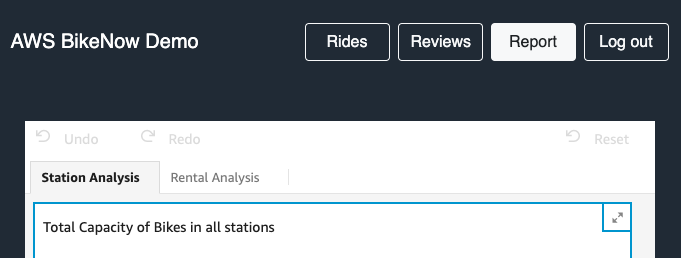 AWS BikeNow Demo Rides Reviews Report Log out
Undo Redo Reset
Station Analysis Rental Analysis
Total Capacity of Bikes in all stations